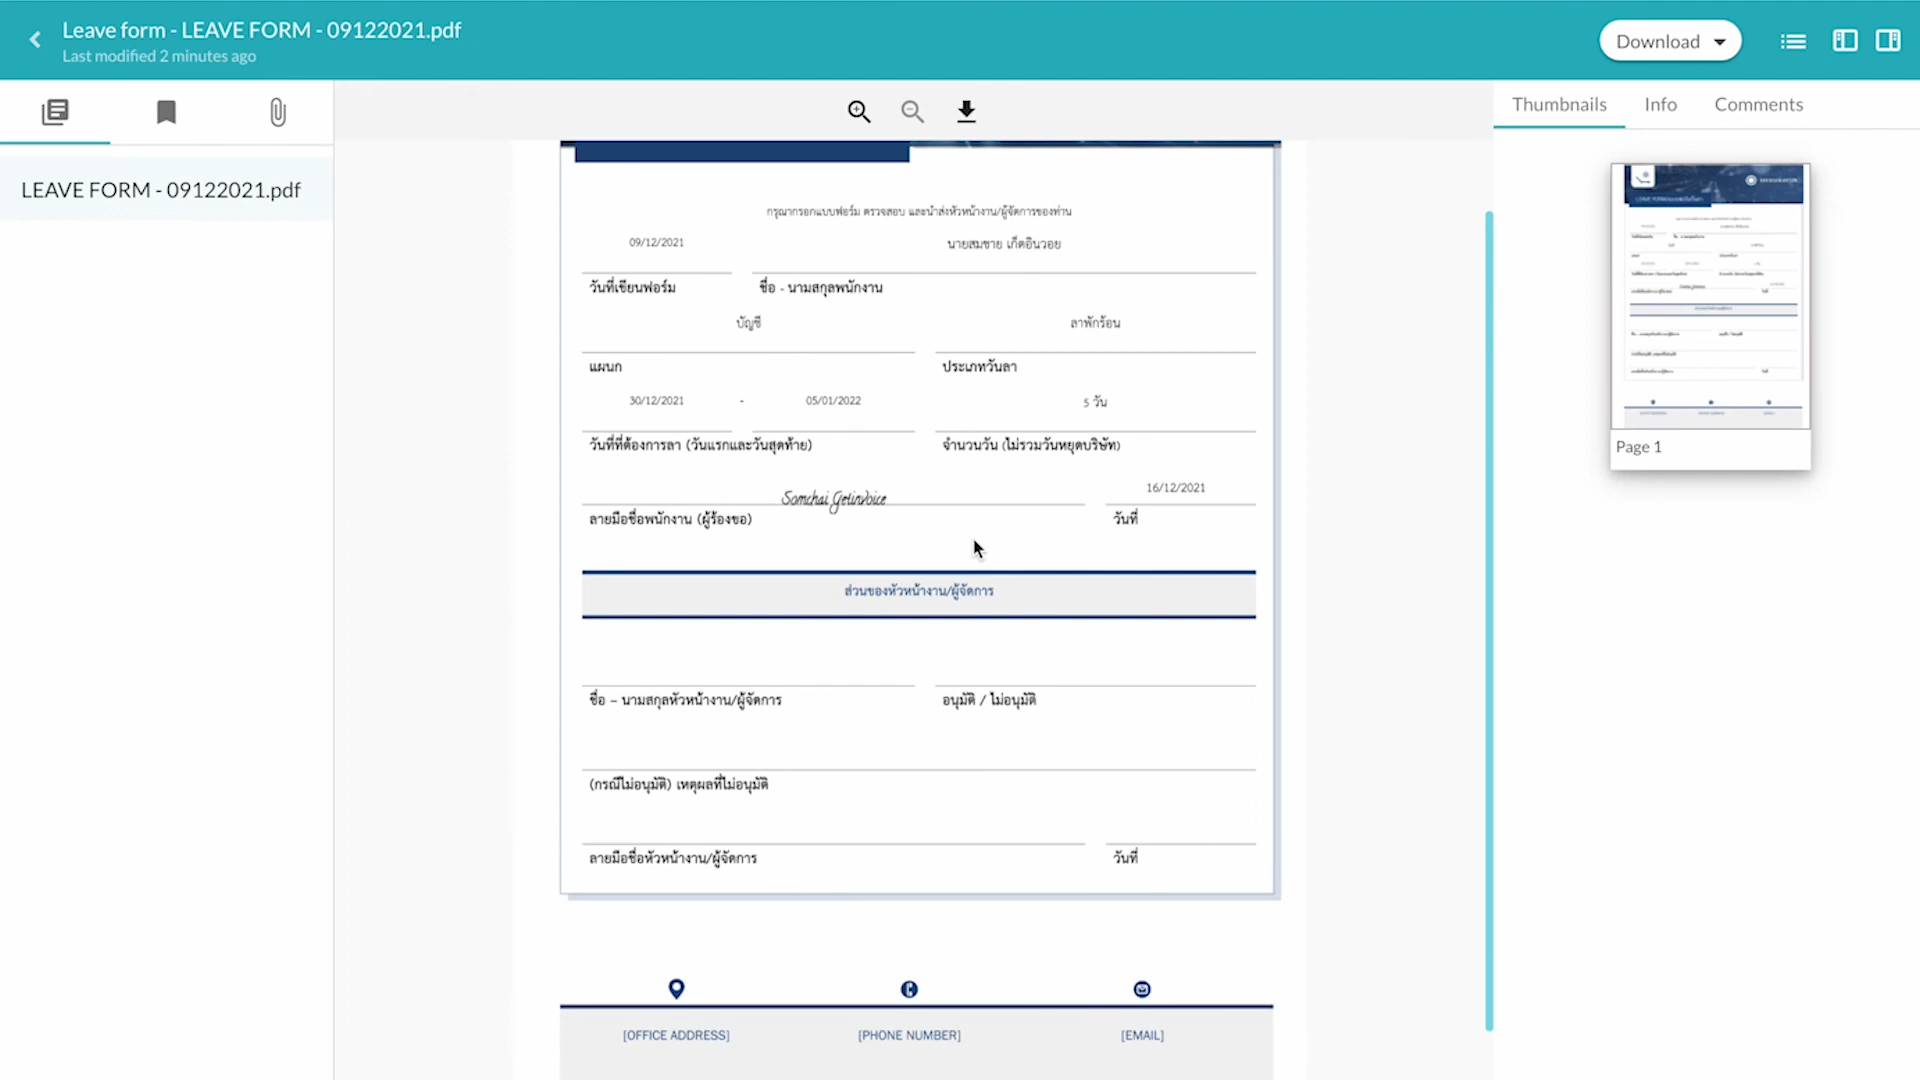 Leave form - LEAVE FORM - 09122021.pdf
Last modified 2 minutes ago
Download
Thumbnails Info Comments
LEAVE FORM - 09122021.pdf
กรุณากรอกแบบฟอร์ม ตรวจสอบ และนำส่งหัวหน้างาน/ผู้จัดการของท่าน
09/12/2021 นายสมชาย เก็ตอินวอย
วันที่เขียนฟอร์ม ชื่อ - นามสกุลพนักงาน
บัญชี ลาพักร้อน
แผนก ประเภทวันลา
30/12/2021 - 05/01/2022 5 วัน
วันที่ที่ต้องการลา (วันแรกและวันสุดท้าย) จำนวนวัน (ไม่รวมวันหยุดบริษัท)
Somchai Getinvoice 16/12/2021
ลายมือชื่อพนักงาน (ผู้ร้องขอ) วันที่
ส่วนของหัวหน้างาน/ผู้จัดการ
ชื่อ – นามสกุลหัวหน้างาน/ผู้จัดการ อนุมัติ / ไม่อนุมัติ
(กรณีไม่อนุมัติ) เหตุผลที่ไม่อนุมัติ
ลายมือชื่อหัวหน้างาน/ผู้จัดการ วันที่
[OFFICE ADDRESS] [PHONE NUMBER] [EMAIL]
Page 1